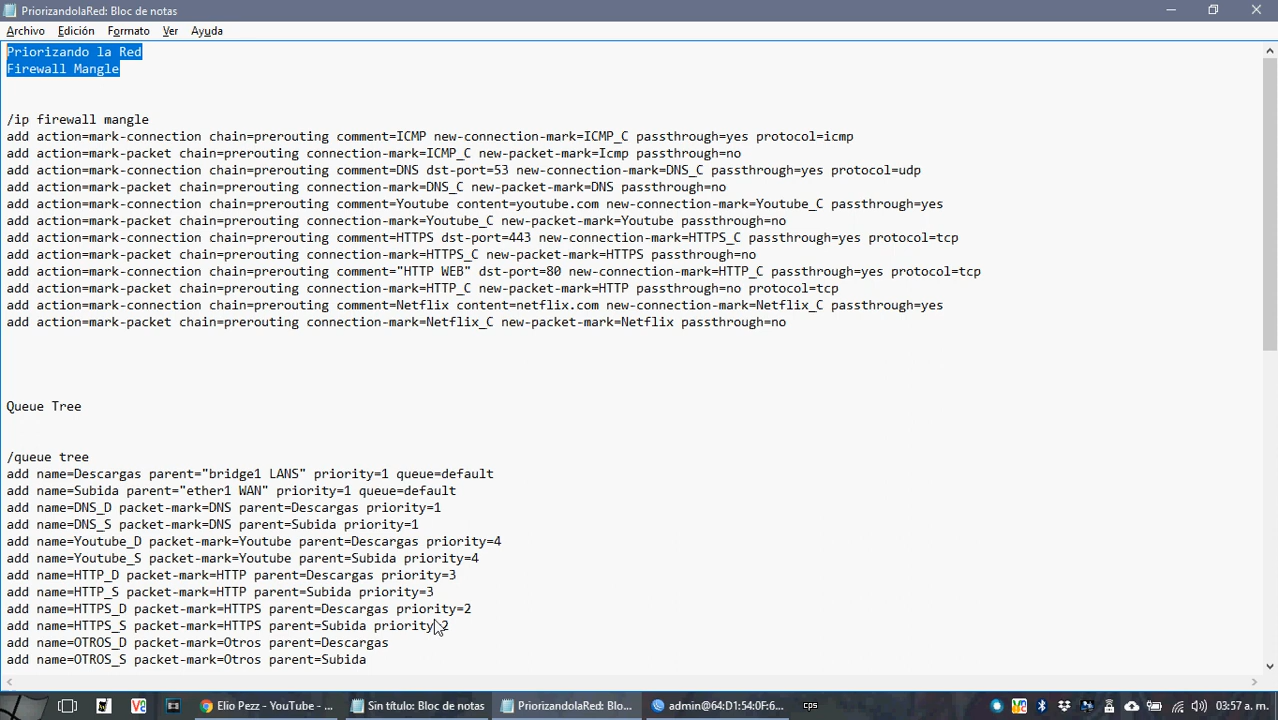 PriorizandolaRed: Bloc de notas
Archivo Edición Formato Ver Ayuda
Priorizando la Red
Firewall Mangle
/ip firewall mangle
add action=mark-connection chain=prerouting comment=ICMP new-connection-mark=ICMP_C passthrough=yes protocol=icmp
add action=mark-packet chain=prerouting connection-mark=ICMP_C new-packet-mark=Icmp passthrough=no
add action=mark-connection chain=prerouting comment=DNS dst-port=53 new-connection-mark=DNS_C passthrough=yes protocol=udp
add action=mark-packet chain=prerouting connection-mark=DNS_C new-packet-mark=DNS passthrough=no
add action=mark-connection chain=prerouting comment=Youtube content=youtube.com new-connection-mark=Youtube_C passthrough=yes
add action=mark-packet chain=prerouting connection-mark=Youtube_C new-packet-mark=Youtube passthrough=no
add action=mark-connection chain=prerouting comment=HTTPS dst-port=443 new-connection-mark=HTTPS_C passthrough=yes protocol=tcp
add action=mark-packet chain=prerouting connection-mark=HTTPS_C new-packet-mark=HTTPS passthrough=no
add action=mark-connection chain=prerouting comment="HTTP WEB" dst-port=80 new-connection-mark=HTTP_C passthrough=yes protocol=tcp
add action=mark-packet chain=prerouting connection-mark=HTTP_C new-packet-mark=HTTP passthrough=no protocol=tcp
add action=mark-connection chain=prerouting comment=Netflix content=netflix.com new-connection-mark=Netflix_C passthrough=yes
add action=mark-packet chain=prerouting connection-mark=Netflix_C new-packet-mark=Netflix passthrough=no
Queue Tree
/queue tree
add name=Descargas parent="bridge1 LANS" priority=1 queue=default
add name=Subida parent="ether1 WAN" priority=1 queue=default
add name=DNS_D packet-mark=DNS parent=Descargas priority=1
add name=DNS_S packet-mark=DNS parent=Subida priority=1
add name=Youtube_D packet-mark=Youtube parent=Descargas priority=4
add name=Youtube_S packet-mark=Youtube parent=Subida priority=4
add name=HTTP_D packet-mark=HTTP parent=Descargas priority=3
add name=HTTP_S packet-mark=HTTP parent=Subida priority=3
add name=HTTPS_D packet-mark=HTTPS parent=Descargas priority=2
add name=HTTPS_S packet-mark=HTTPS parent=Subida priority=2
add name=OTROS_D packet-mark=Otros parent=Descargas
add name=OTROS_S packet-mark=Otros parent=Subida
Elio Pezz - YouTube - ... Sin título: Bloc de notas PriorizandolaRed: Blo... admin@64:D1:54:0F:6... cps 03:57 a. m.